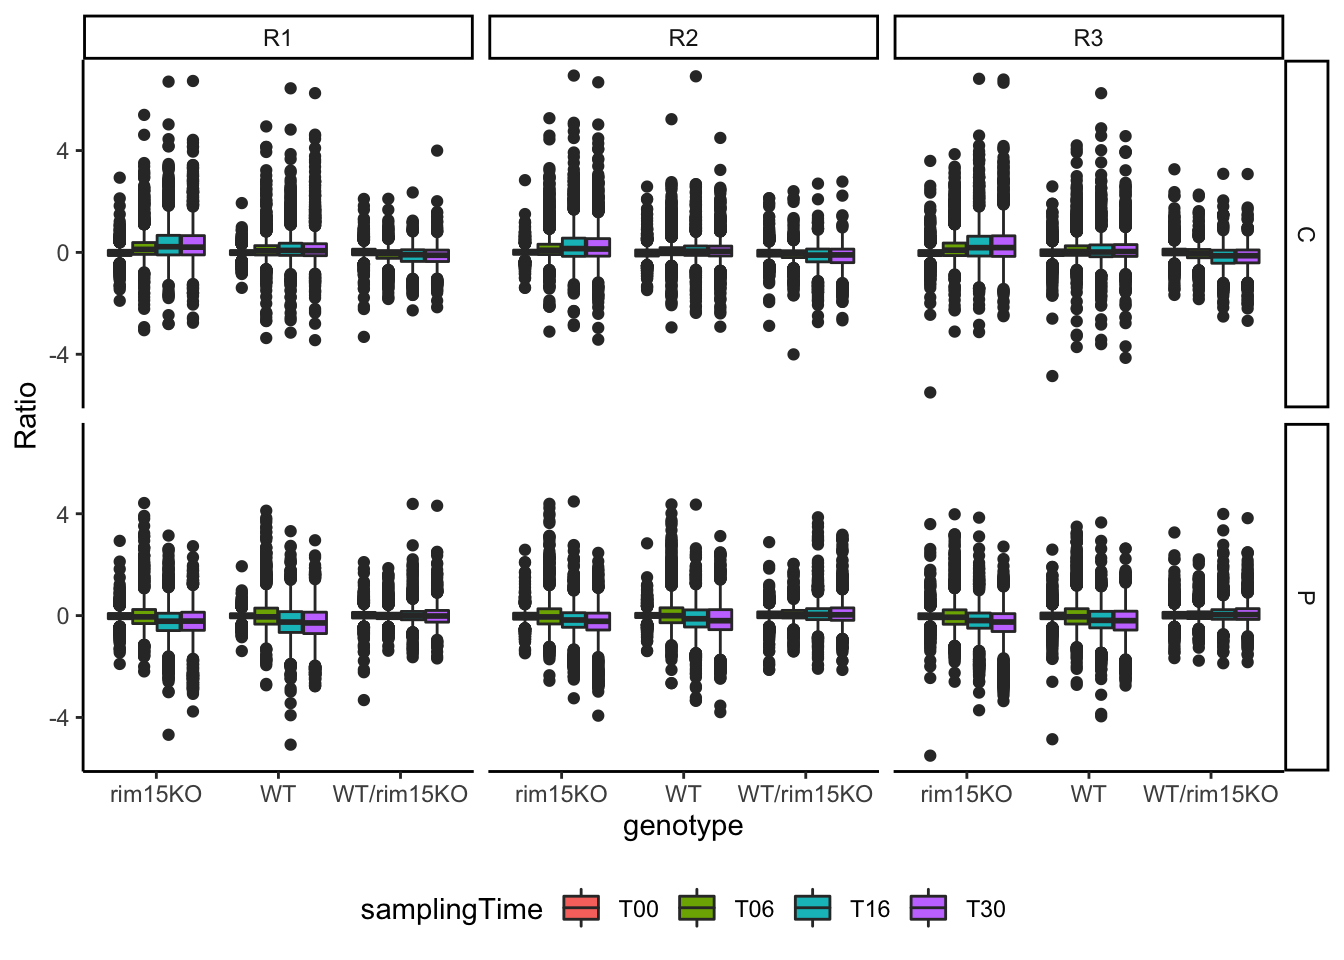 R1 R2 R3
4
0
-4
C
Ratio
4
0
-4
P
rim15KO WT WT/rim15KO rim15KO WT WT/rim15KO rim15KO WT WT/rim15KO
genotype
samplingTime T00 T06 T16 T30